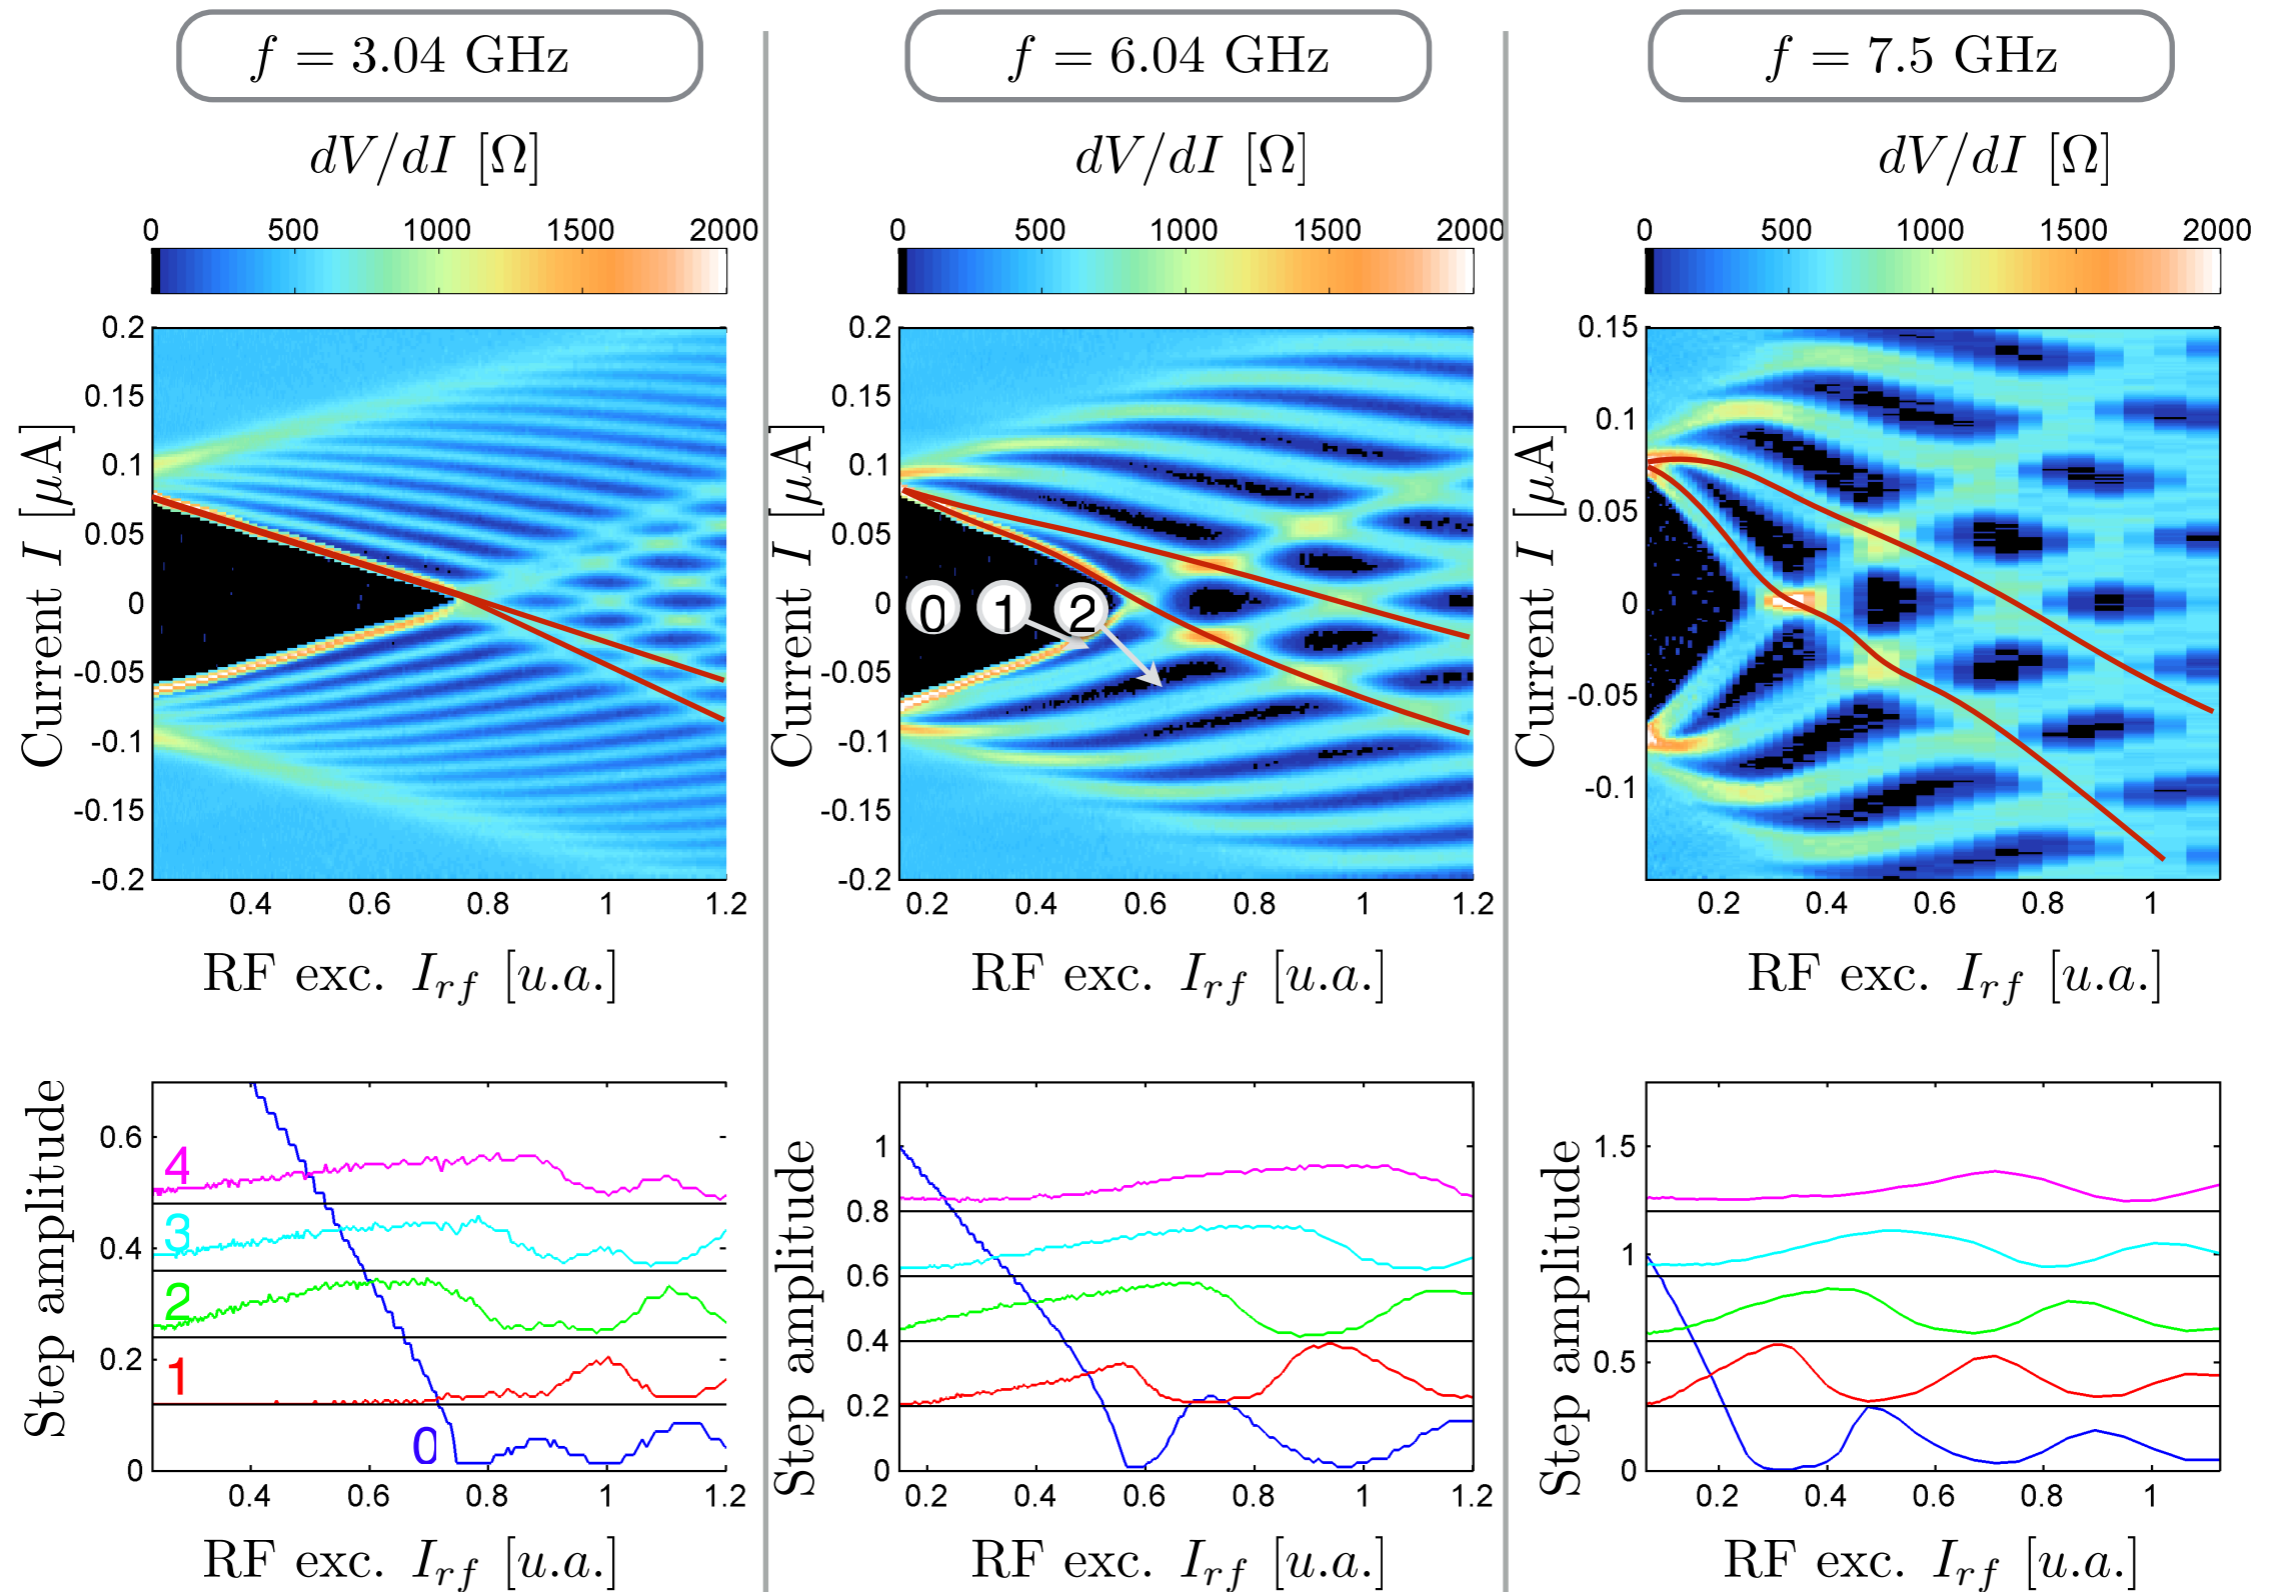 f = 3.04 GHz
f = 6.04 GHz
f = 7.5 GHz
dV/dI [Ω]
dV/dI [Ω]
dV/dI [Ω]
0 500 1000 1500 2000
0 500 1000 1500 2000
0 500 1000 1500 2000
Current I [μA]
0.2
0.15
0.1
0.05
0
-0.05
-0.1
-0.15
-0.2
0.4 0.6 0.8 1 1.2
RF exc. I_rf [u.a.]
Current I [μA]
0.2
0.15
0.1
0.05
0
-0.05
-0.1
-0.15
-0.2
0 1 2
0.2 0.4 0.6 0.8 1 1.2
RF exc. I_rf [u.a.]
Current I [μA]
0.15
0.1
0.05
0
-0.05
-0.1
0.2 0.4 0.6 0.8 1
RF exc. I_rf [u.a.]
Step amplitude
0.6
0.4
0.2
0
4
3
2
1
0
0.4 0.6 0.8 1 1.2
RF exc. I_rf [u.a.]
Step amplitude
1
0.8
0.6
0.4
0.2
0
0.2 0.4 0.6 0.8 1 1.2
RF exc. I_rf [u.a.]
Step amplitude
1.5
1
0.5
0
0.2 0.4 0.6 0.8 1
RF exc. I_rf [u.a.]